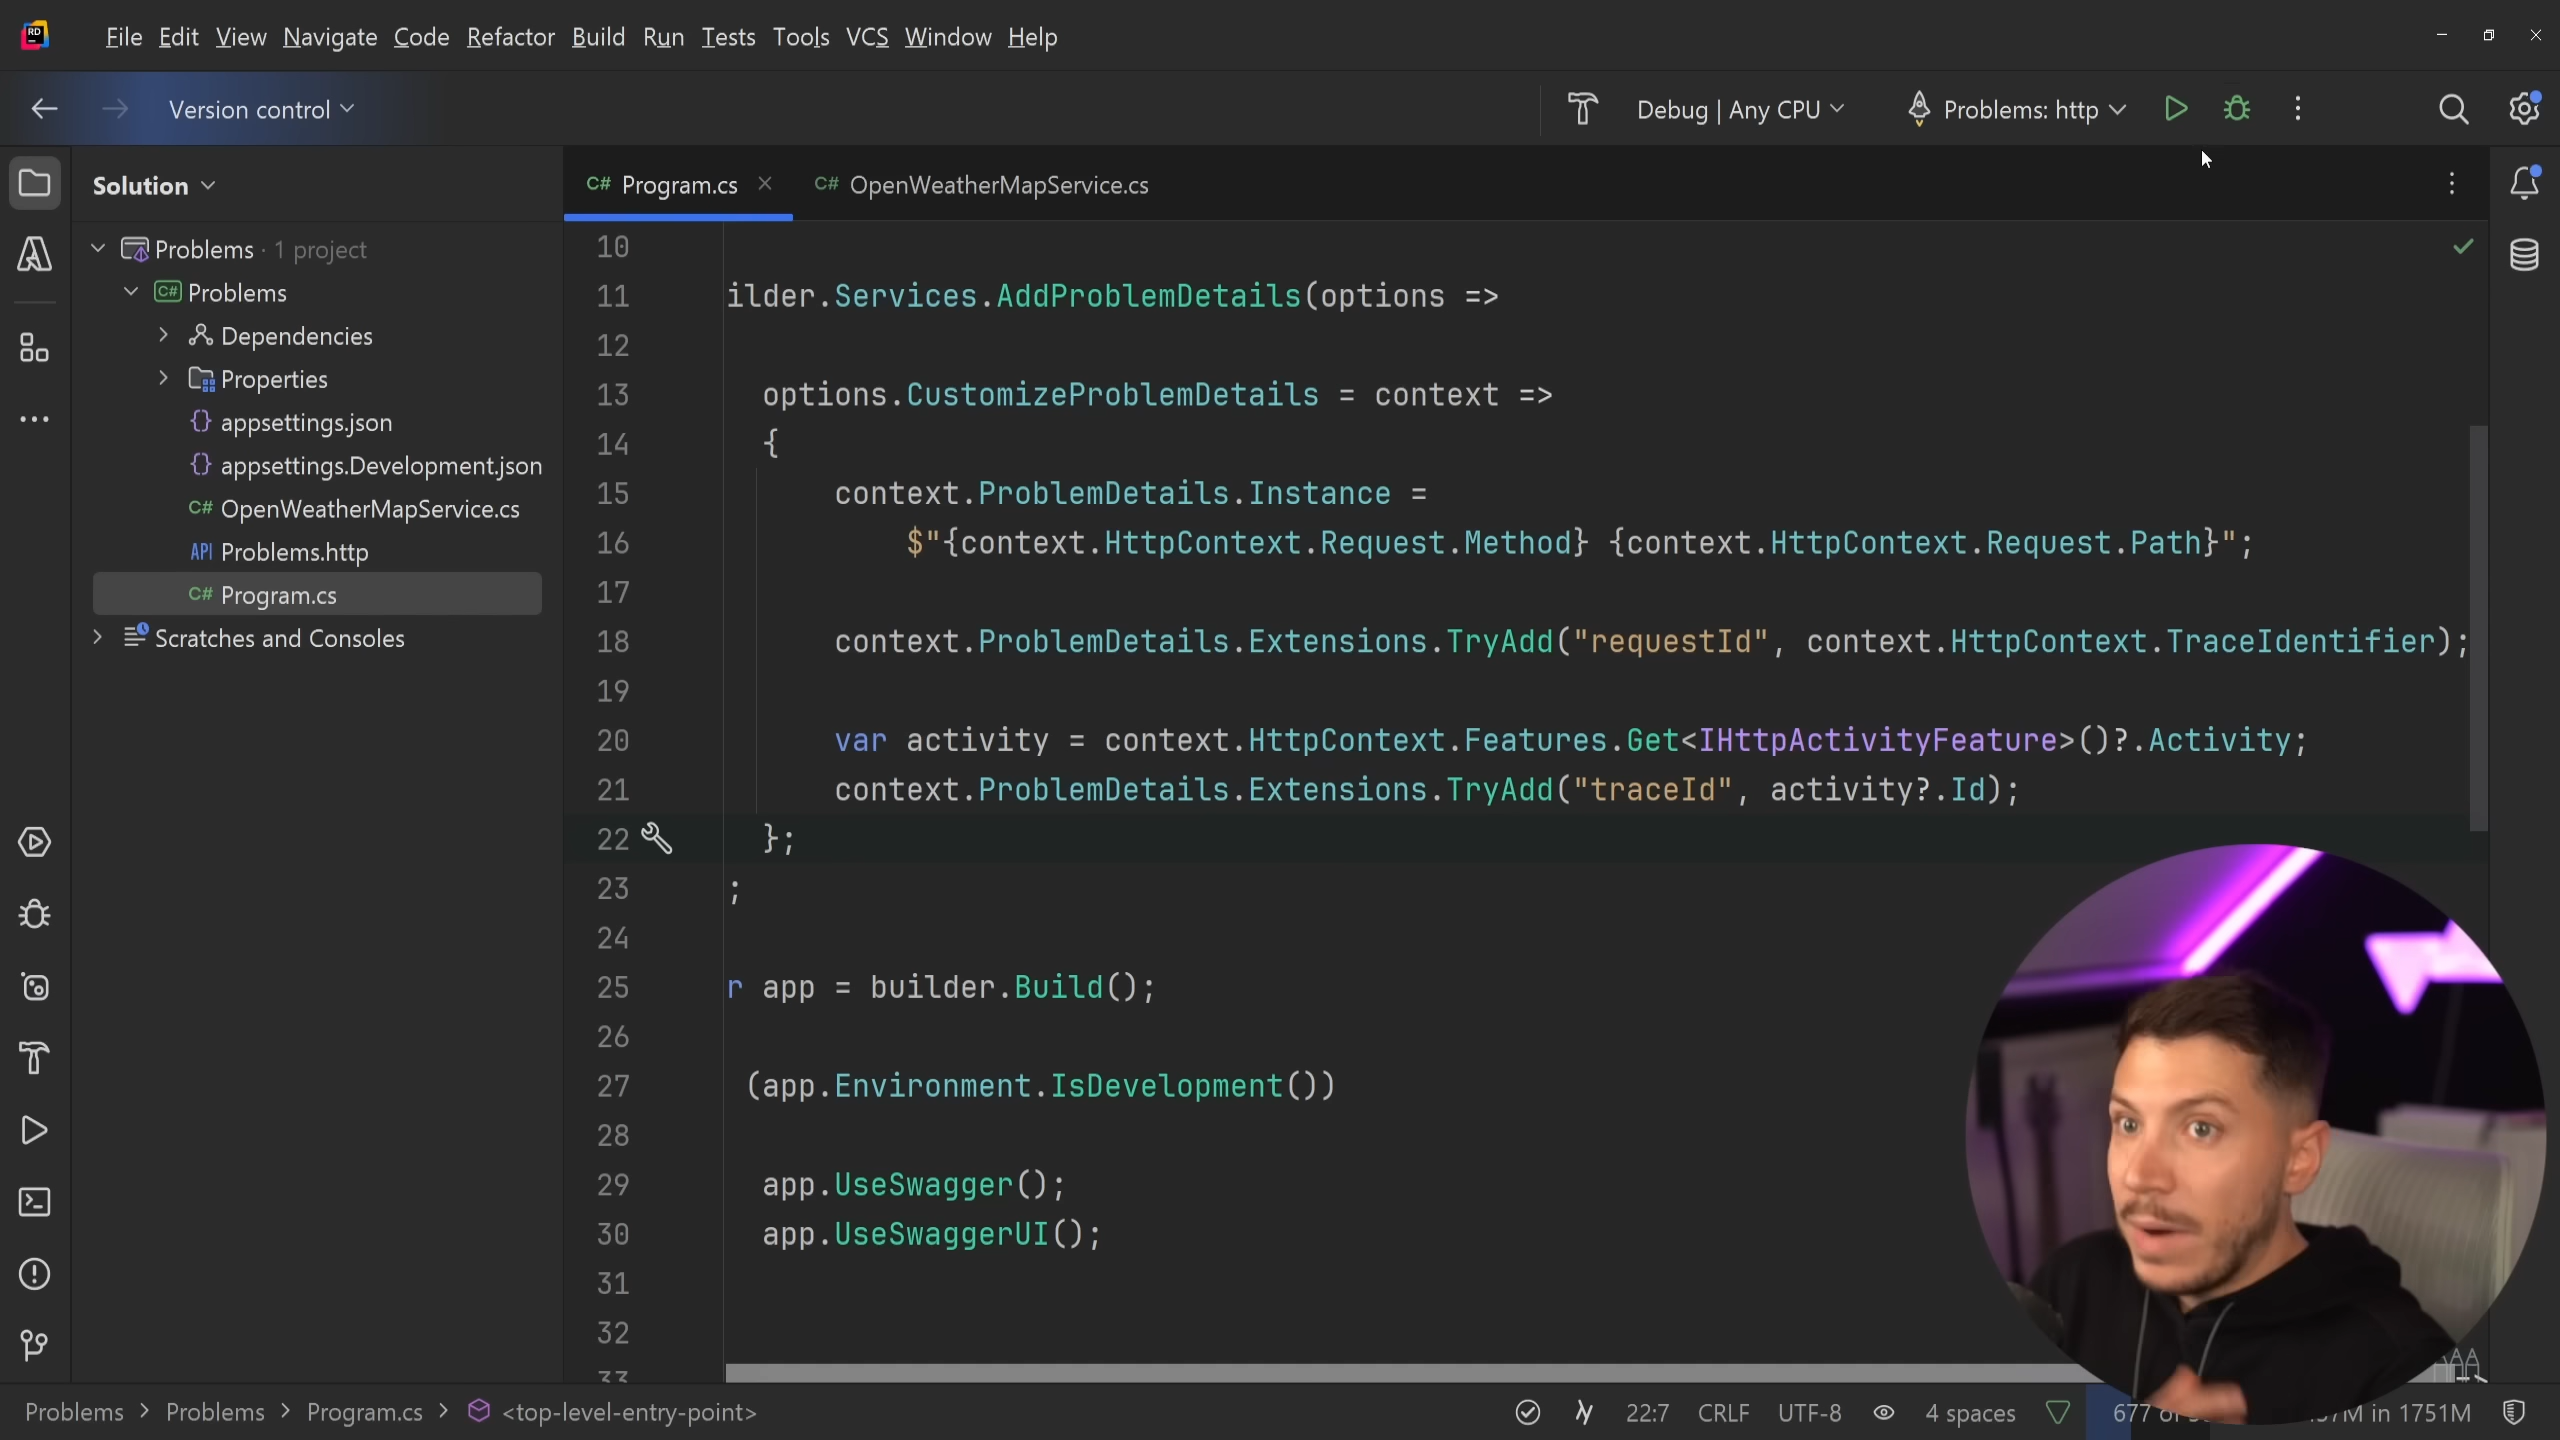 RD File Edit View Navigate Code Refactor Build Run Tests Tools VCS Window Help
Version control Debug | Any CPU Problems: http
Solution
C# Program.cs C# OpenWeatherMapService.cs
Problems · 1 project
C# Problems
Dependencies
Properties
{} appsettings.json
{} appsettings.Development.json
C# OpenWeatherMapService.cs
API Problems.http
C# Program.cs
Scratches and Consoles
10
11 ilder.Services.AddProblemDetails(options =>
12
13 options.CustomizeProblemDetails = context =>
14 {
15 context.ProblemDetails.Instance =
16 $"{context.HttpContext.Request.Method} {context.HttpContext.Request.Path}";
17
18 context.ProblemDetails.Extensions.TryAdd("requestId", context.HttpContext.TraceIdentifier);
19
20 var activity = context.HttpContext.Features.Get<IHttpActivityFeature>()?.Activity;
21 context.ProblemDetails.Extensions.TryAdd("traceId", activity?.Id);
22 };
23 ;
24
25 r app = builder.Build();
26
27 (app.Environment.IsDevelopment())
28
29 app.UseSwagger();
30 app.UseSwaggerUI();
31
32
33
Problems > Problems > Program.cs > <top-level-entry-point> 22:7 CRLF UTF-8 4 spaces 677 of in 1751M